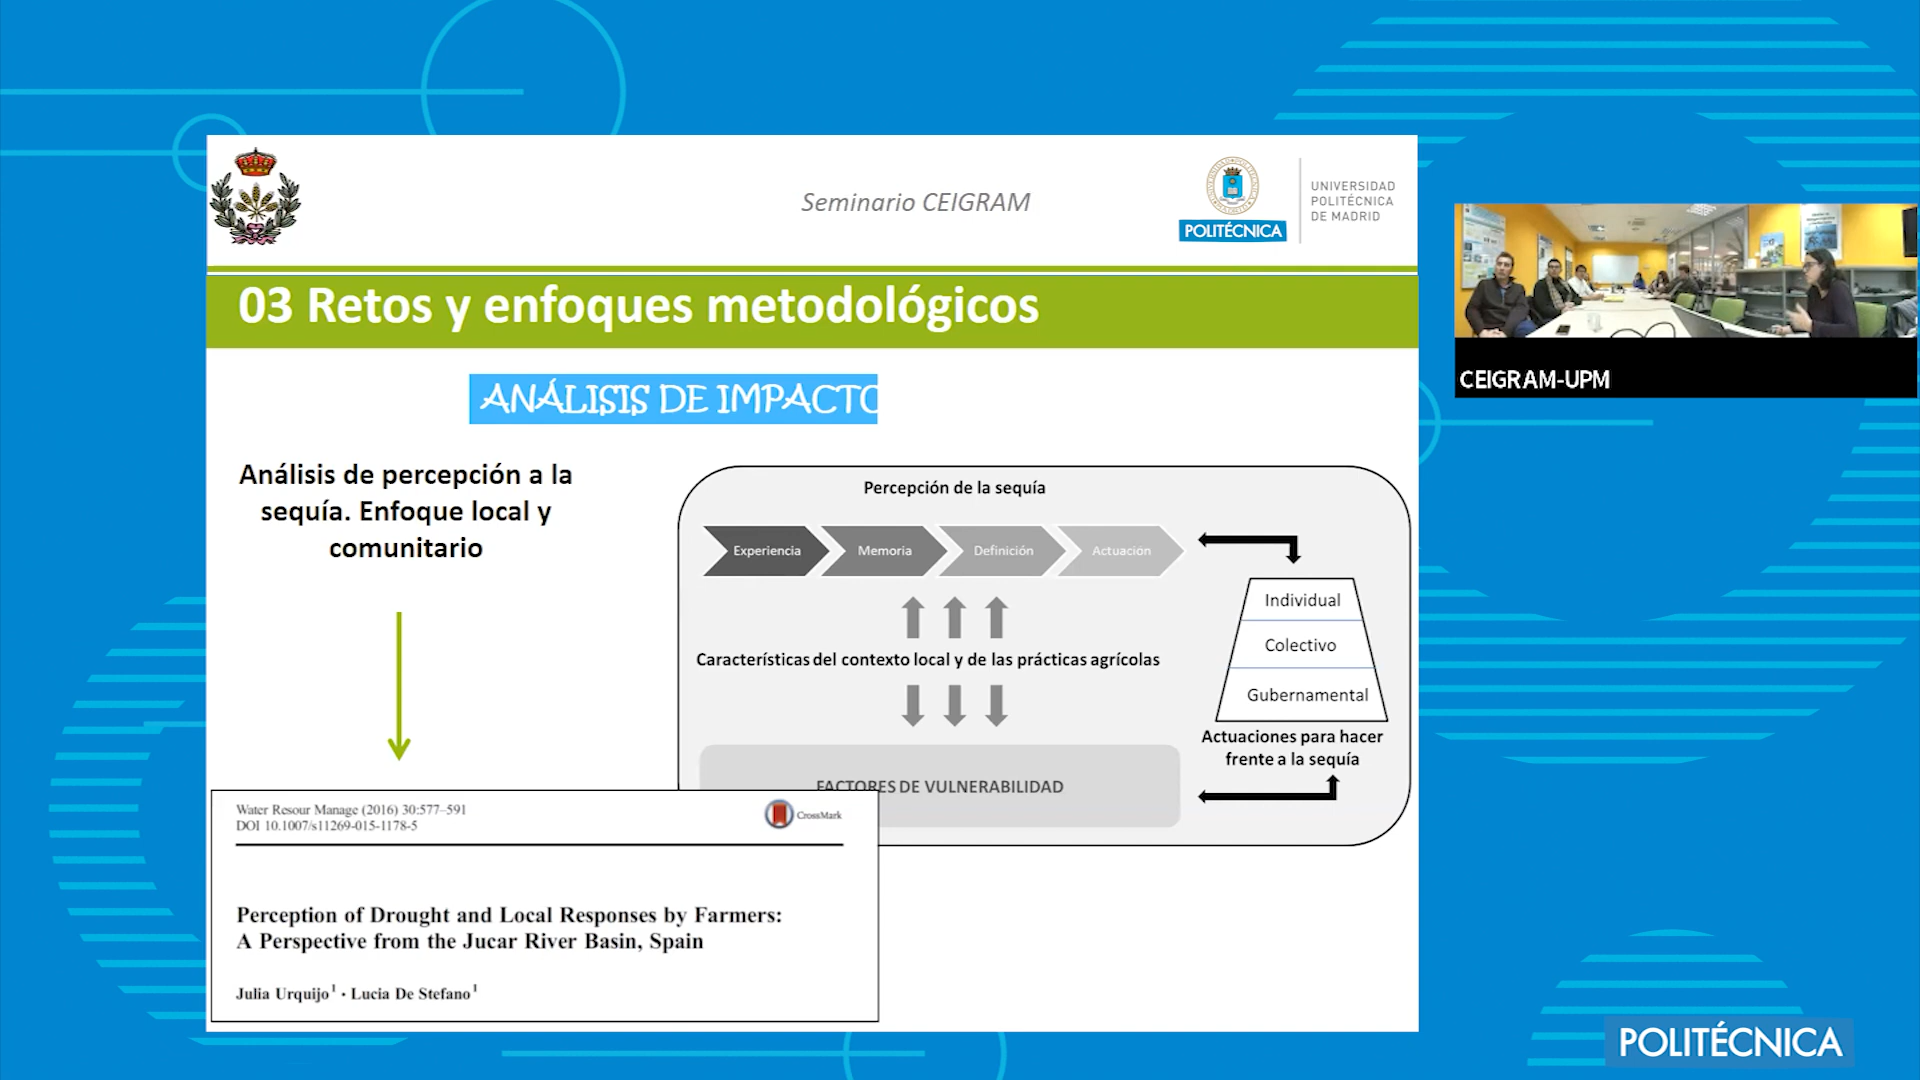 Seminario CEIGRAM
POLITÉCNICA
UNIVERSIDAD
POLITÉCNICA
DE MADRID
03 Retos y enfoques metodológicos
ANÁLISIS DE IMPACTO
Análisis de percepción a la
sequía. Enfoque local y
comunitario
Percepción de la sequía
Experiencia
Memoria
Definición
Actuación
Características del contexto local y de las prácticas agrícolas
FACTORES DE VULNERABILIDAD
Individual
Colectivo
Gubernamental
Actuaciones para hacer
frente a la sequía
Water Resour Manage (2016) 30:577–591
DOI 10.1007/s11269-015-1178-5
CrossMark
Perception of Drought and Local Responses by Farmers:
A Perspective from the Jucar River Basin, Spain
Julia Urquijo¹ · Lucia De Stefano¹
CEIGRAM-UPM
POLITÉCNICA